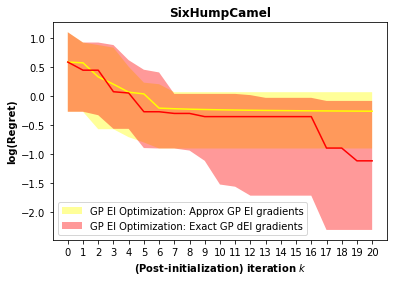 SixHumpCamel
1.0
0.5
0.0
−0.5
−1.0
−1.5
−2.0
log(Regret)
GP EI Optimization: Approx GP EI gradients
GP EI Optimization: Exact GP dEI gradients
0 1 2 3 4 5 6 7 8 9 10 11 12 13 14 15 16 17 18 19 20
(Post-initialization) iteration k